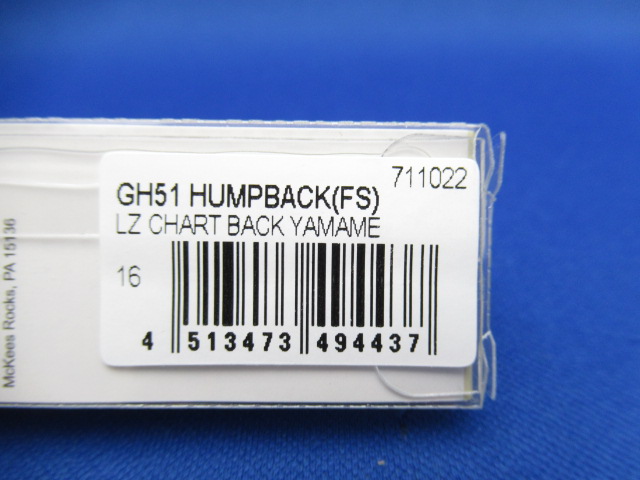 711022
GH51 HUMPBACK(FS)
LZ CHART BACK YAMAME
16
4 513473 494437
McKees Rocks, PA 15136